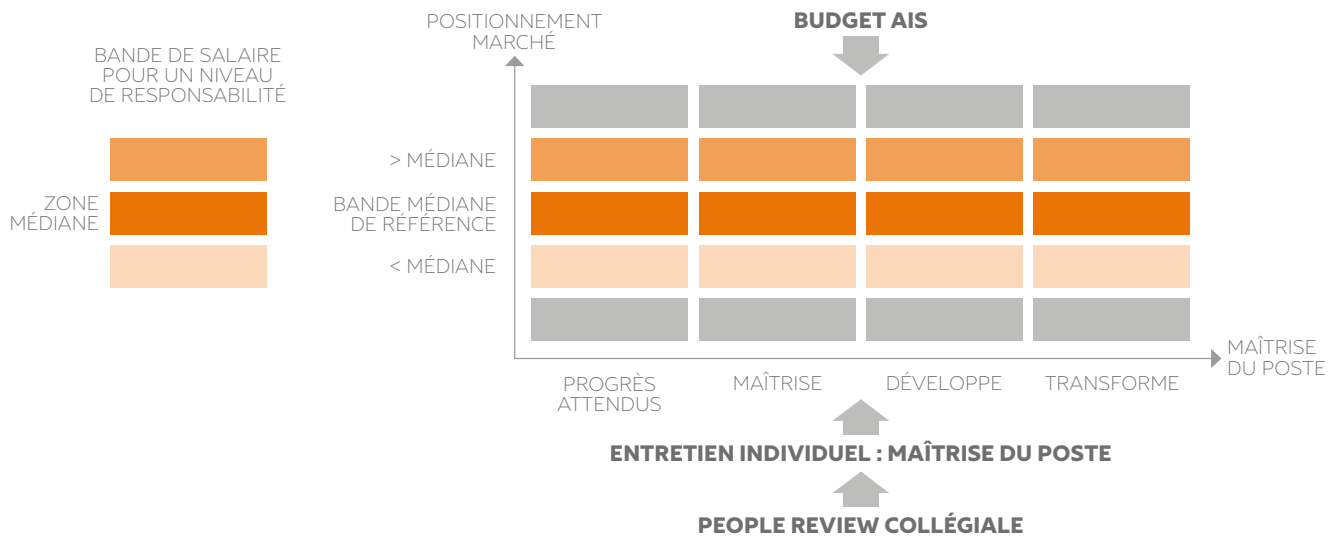 BANDE DE SALAIRE
POUR UN NIVEAU
DE RESPONSABILITÉ
ZONE
MÉDIANE
POSITIONNEMENT
MARCHÉ
BUDGET AIS
> MÉDIANE
BANDE MÉDIANE
DE RÉFÉRENCE
< MÉDIANE
MAÎTRISE
DU POSTE
PROGRÈS
ATTENDUS
MAÎTRISE
DÉVELOPPE
TRANSFORME
ENTRETIEN INDIVIDUEL : MAÎTRISE DU POSTE
PEOPLE REVIEW COLLÉGIALE